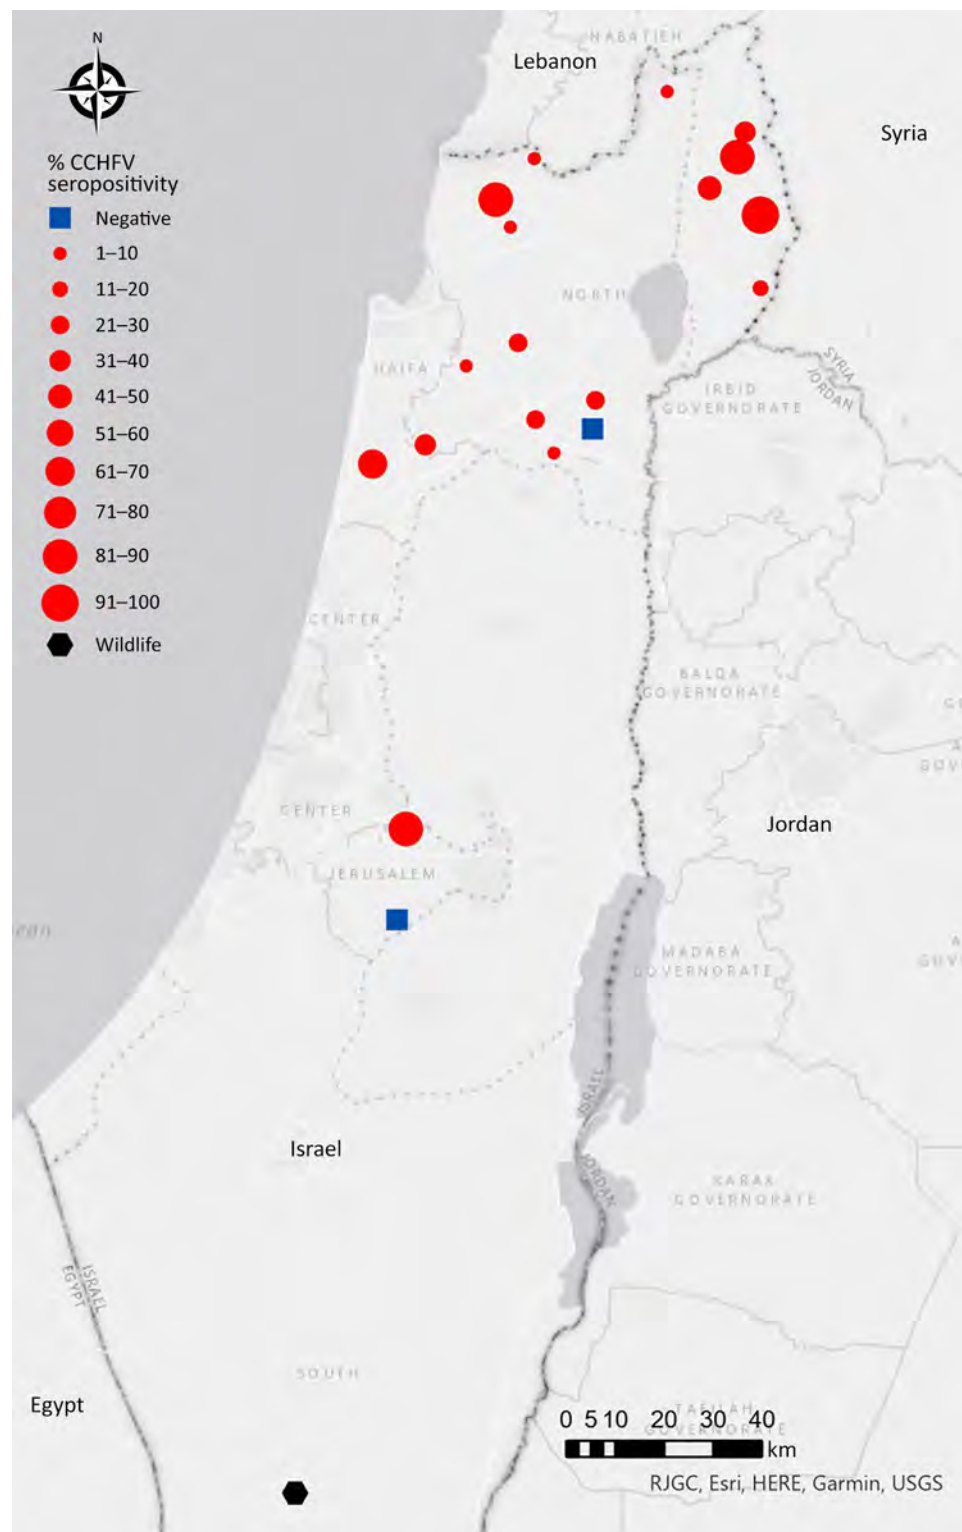 N
% CCHFV
seropositivity
Negative
1–10
11–20
21–30
31–40
41–50
51–60
61–70
71–80
81–90
91–100
Wildlife
NABATIEH
Lebanon
Syria
NORTH
HAIFA
SYRIA
JORDAN
IRBID
GOVERNORATE
CENTER
BALQA
GOVERNORATE
CENTER
Jordan
JERUSALEM
MADABA
GOVERNORATE
ISRAEL
JORDAN
Israel
KARAK
GOVERNORATE
ISRAEL
EGYPT
SOUTH
Egypt
TAFILAH
GOVERNORATE
0 5 10 20 30 40
km
RJGC, Esri, HERE, Garmin, USGS